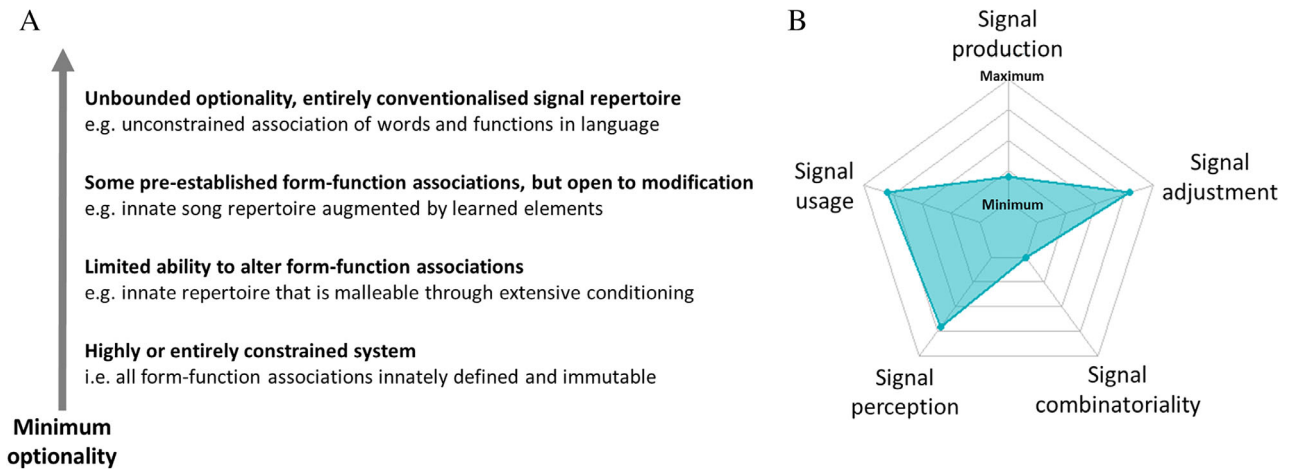 A
Unbounded optionality, entirely conventionalised signal repertoire
e.g. unconstrained association of words and functions in language
Some pre-established form-function associations, but open to modification
e.g. innate song repertoire augmented by learned elements
Limited ability to alter form-function associations
e.g. innate repertoire that is malleable through extensive conditioning
Highly or entirely constrained system
i.e. all form-function associations innately defined and immutable
Minimum
optionality
B
Signal
production
Maximum
Signal
usage
Minimum
Signal
adjustment
Signal
perception
Signal
combinatoriality